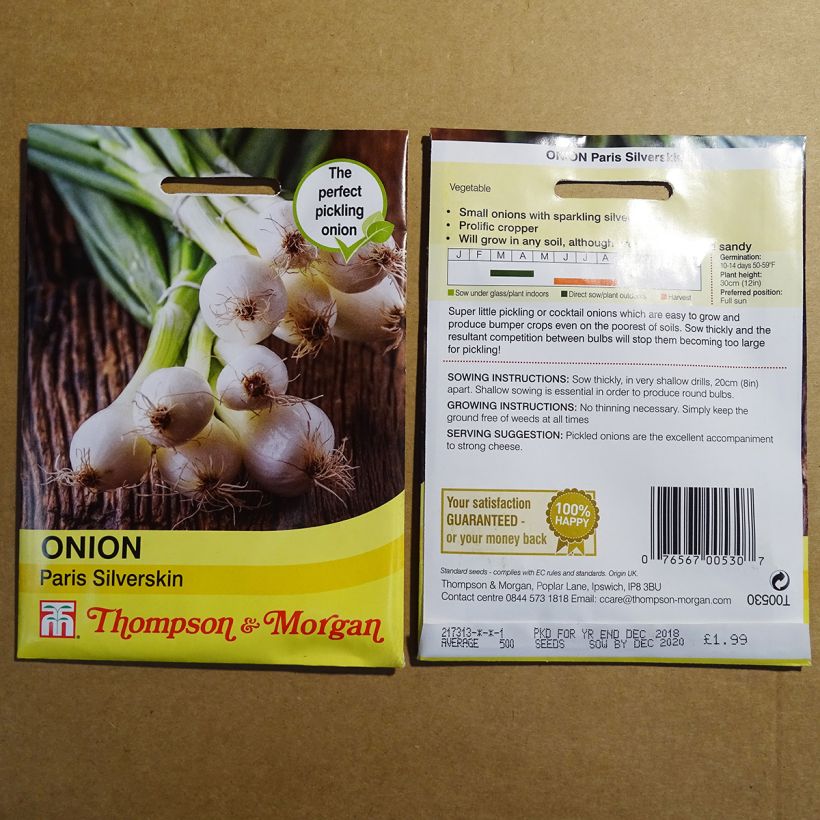 The
perfect
pickling
onion
ONION
Paris Silverskin
Thompson & Morgan
ONION Paris Silverskin
Vegetable
• Small onions with sparkling
• Prolific cropper
• Will grow in any soil, although sandy
J F M A M J J A
Sow under glass/plant indoors Direct sow/plant outdoors Harvest
Germination:
10-14 days 50-59°F
Plant height:
30cm (12in)
Preferred position:
Full sun
Super little pickling or cocktail onions which are easy to grow and
produce bumper crops even on the poorest of soils. Sow thickly and the
resultant competition between bulbs will stop them becoming too large
for pickling!
SOWING INSTRUCTIONS: Sow thickly, in very shallow drills, 20cm (8in)
apart. Shallow sowing is essential in order to produce round bulbs.
GROWING INSTRUCTIONS: No thinning necessary. Simply keep the
ground free of weeds at all times
SERVING SUGGESTION: Pickled onions are the excellent accompaniment
to strong cheese.
Your satisfaction
GUARANTEED -
or your money back
100%
HAPPY
0 76567 00530 7
Standard seeds - complies with EC rules and standards. Origin UK.
Thompson & Morgan, Poplar Lane, Ipswich, IP8 3BU
Contact centre 0844 573 1818 Email: ccare@thompson-morgan.com
T00530
217313-*-*-1 PKD FOR YR END DEC 2018 £1.99
AVERAGE 500 SEEDS SOW BY DEC 2020